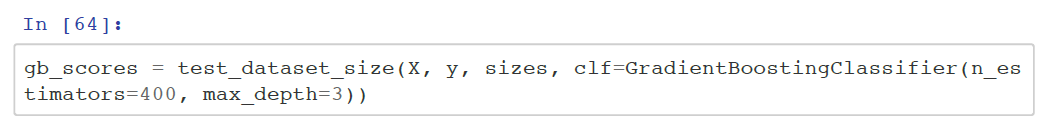 In [64]:
gb_scores = test_dataset_size(X, y, sizes, clf=GradientBoostingClassifier(n_es
timators=400, max_depth=3))